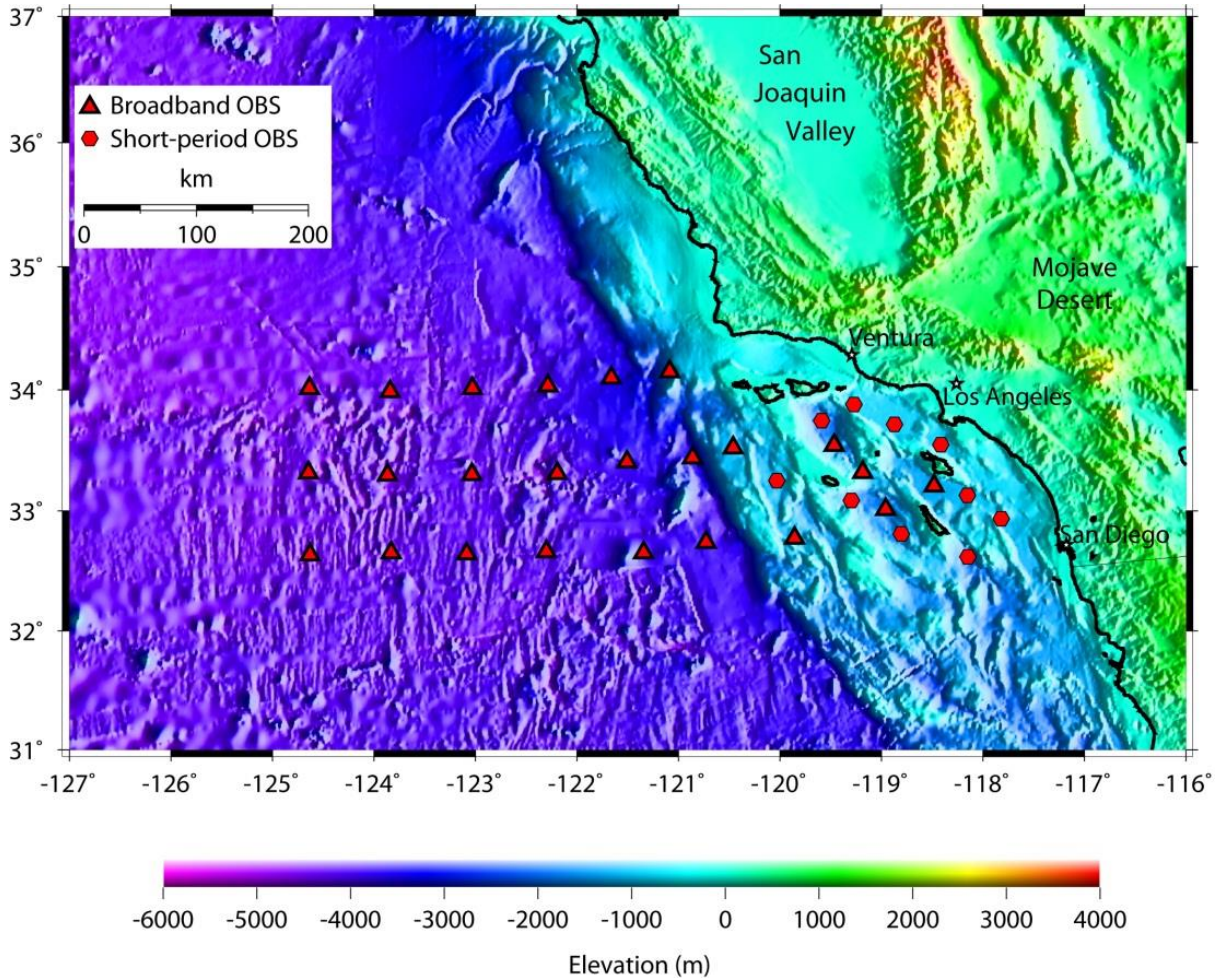 37°
36°
35°
34°
33°
32°
31°
Broadband OBS
Short-period OBS
km
0 100 200
San
Joaquin
Valley
Mojave
Desert
Ventura
Los Angeles
San Diego
-127° -126° -125° -124° -123° -122° -121° -120° -119° -118° -117° -116°
-6000 -5000 -4000 -3000 -2000 -1000 0 1000 2000 3000 4000
Elevation (m)